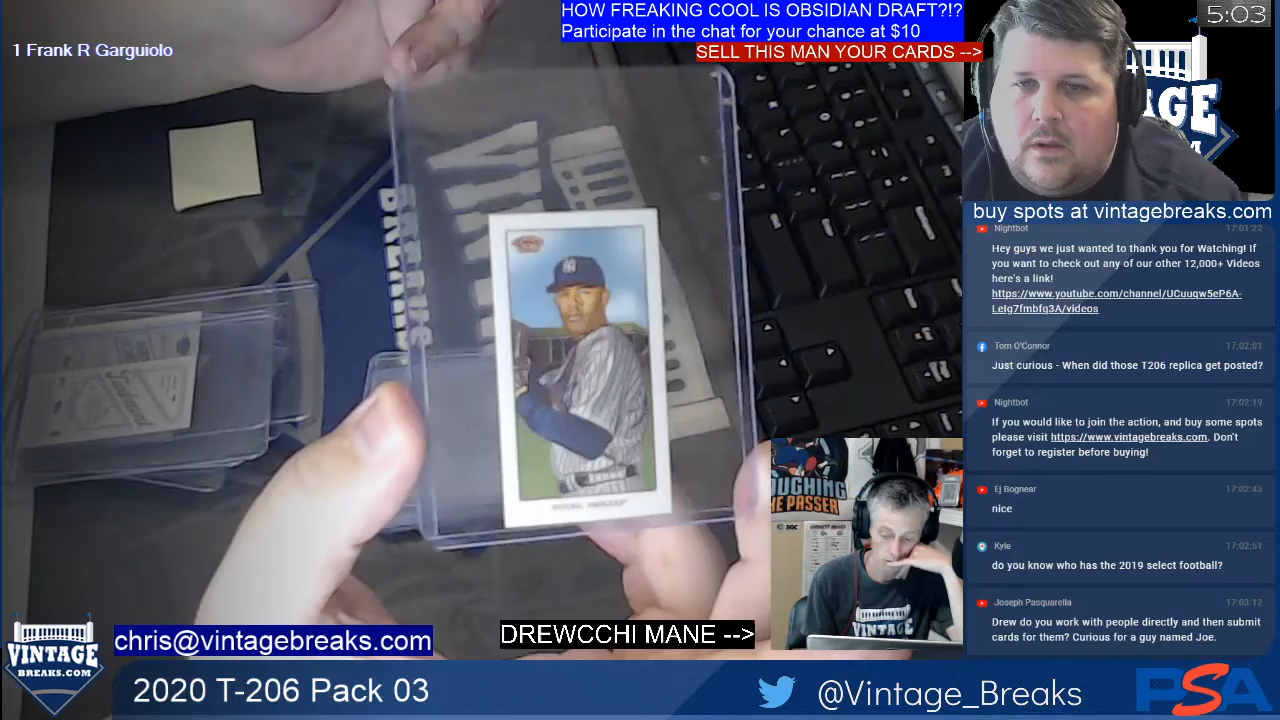 HOW FREAKING COOL IS OBSIDIAN DRAFT?!?
Participate in the chat for your chance at $10
SELL THIS MAN YOUR CARDS -->
5:03
1 Frank R Garguiolo
AGE
buy spots at vintagebreaks.com
Nightbot 17:01:22
Hey guys we just wanted to thank you for Watching! If
you want to check out any of our other 12,000+ Videos
here's a link!
https://www.youtube.com/channel/UCuuqw5eP6A-
LeIg7fmbfq3A/videos
Tom O'Connor 17:02:01
Just curious - When did those T206 replica get posted?
Nightbot 17:02:19
If you would like to join the action, and buy some spots
please visit https://www.vintagebreaks.com. Don't
forget to register before buying!
Ej Bognear 17:02:43
nice
Kyle 17:02:51
do you know who has the 2019 select football?
Joseph Pasquarella 17:03:12
Drew do you work with people directly and then submit
cards for them? Curious for a guy named Joe.
THE PASSER
DREWCCHI MANE -->
chris@vintagebreaks.com
VINTAGE
BREAKS.COM
2020 T-206 Pack 03
@Vintage_Breaks
PSA